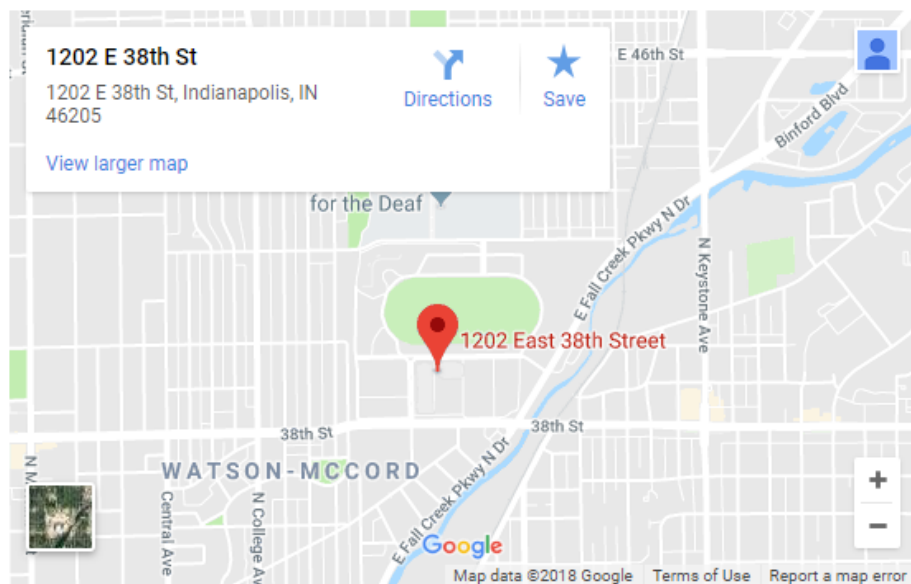 1202 E 38th St
1202 E 38th St, Indianapolis, IN
46205
Directions
Save
View larger map
E 46th St
Binford Blvd
for the Deaf
E Fall Creek Pkwy N Dr
N Keystone Ave
1202 East 38th Street
38th St
38th St
WATSON-MCCORD
Central Ave
N College Av
E Fall Creek Pkwy N Dr
Google
+
−
Map data ©2018 Google
Terms of Use
Report a map error